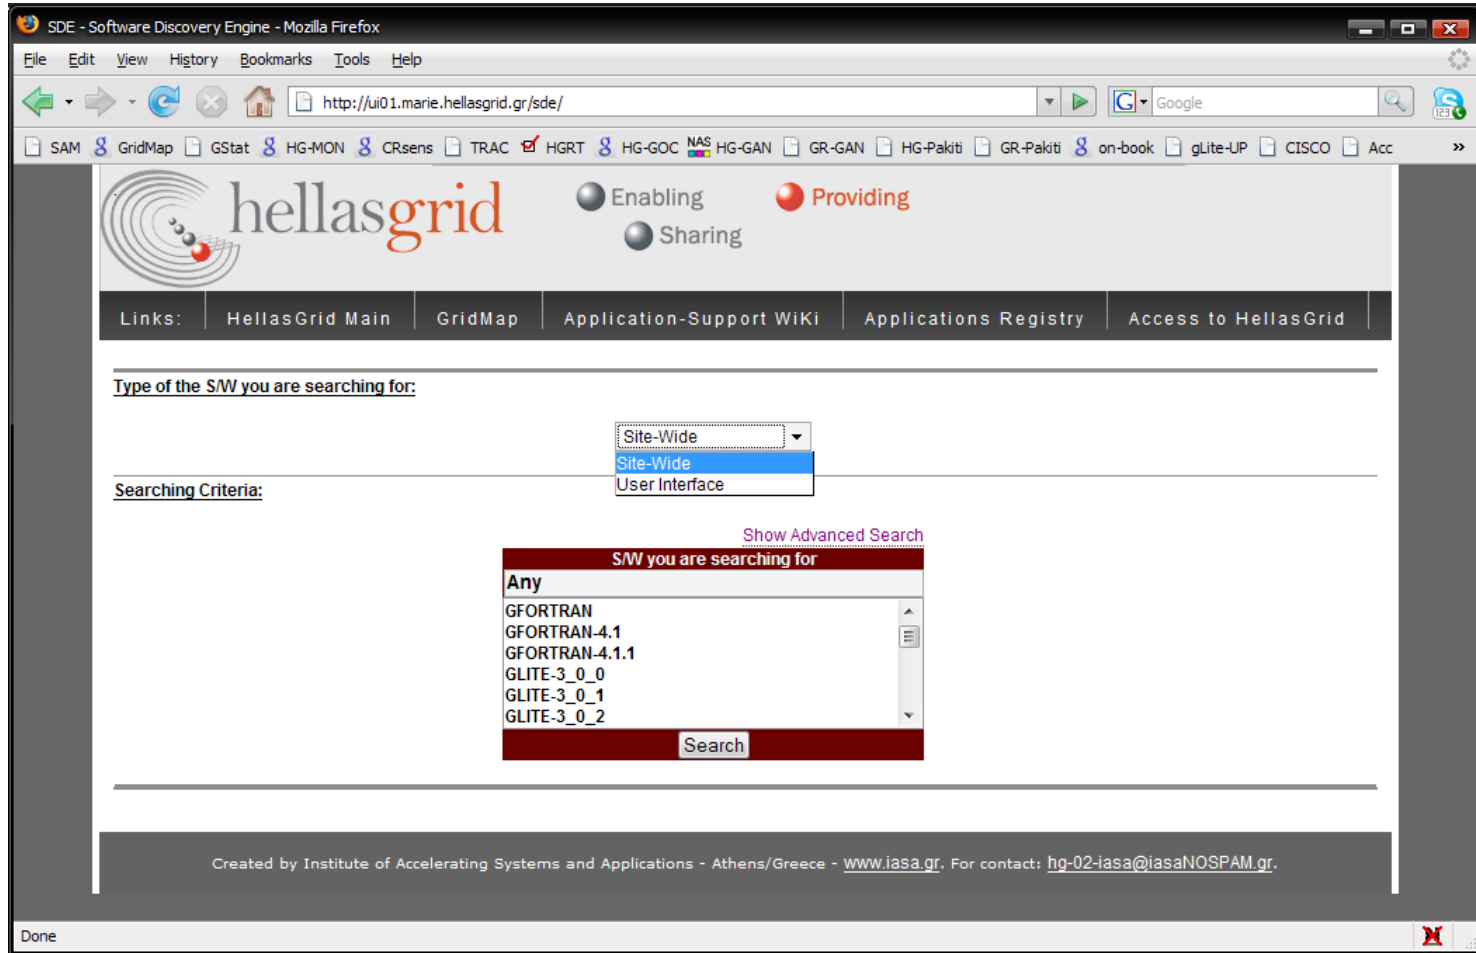 SDE - Software Discovery Engine - Mozilla Firefox
File Edit View History Bookmarks Tools Help
http://ui01.marie.hellasgrid.gr/sde/ G Google
SAM GridMap GStat HG-MON CRsens TRAC HGRT HG-GOC NAS HG-GAN GR-GAN HG-Pakiti GR-Pakiti on-book gLite-UP CISCO Acc »
hellasgrid Enabling Providing
Sharing
Links: HellasGrid Main GridMap Application-Support WiKi Applications Registry Access to HellasGrid
Type of the S/W you are searching for:
Site-Wide
Site-Wide
User Interface
Searching Criteria:
Show Advanced Search
S/W you are searching for
Any
GFORTRAN
GFORTRAN-4.1
GFORTRAN-4.1.1
GLITE-3_0_0
GLITE-3_0_1
GLITE-3_0_2
Search
Created by Institute of Accelerating Systems and Applications - Athens/Greece - www.iasa.gr. For contact: hg-02-iasa@iasaNOSPAM.gr.
Done